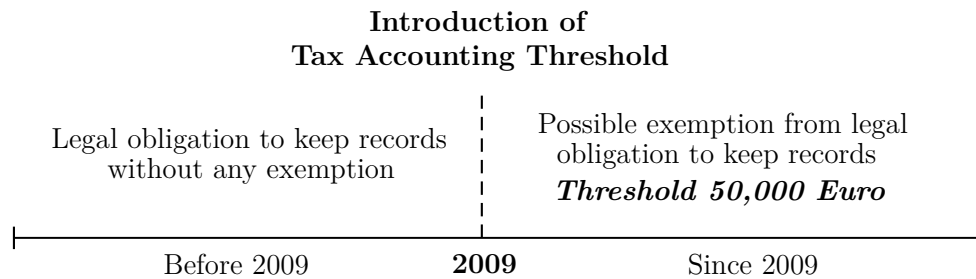 Introduction of
Tax Accounting Threshold
Legal obligation to keep records
without any exemption
Possible exemption from legal
obligation to keep records
Threshold 50,000 Euro
Before 2009
2009
Since 2009